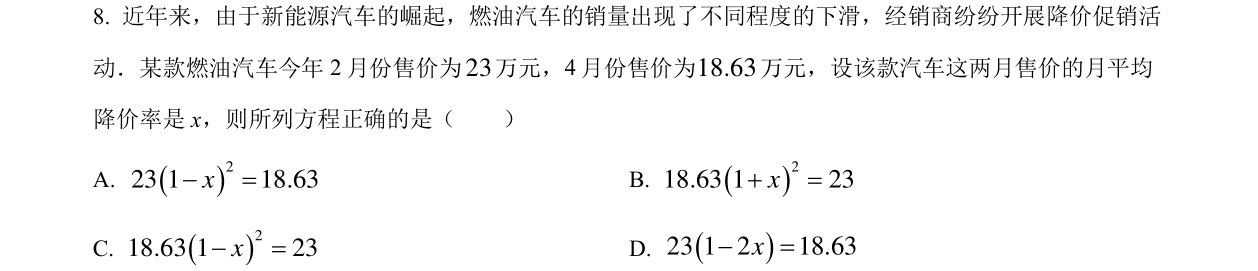 8. 近年来，由于新能源汽车的崛起，燃油汽车的销量出现了不同程度的下滑，经销商纷纷开展降价促销活
动．某款燃油汽车今年 2 月份售价为23万元，4 月份售价为18.63万元，设该款汽车这两月售价的月平均
降价率是 x，则所列方程正确的是（　　）
A. 23(1−x)²=18.63 B. 18.63(1+x)²=23
C. 18.63(1−x)²=23 D. 23(1−2x)=18.63